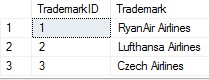 TrademarkID Trademark
1 1 RyanAir Airlines
2 2 Lufthansa Airlines
3 3 Czech Airlines